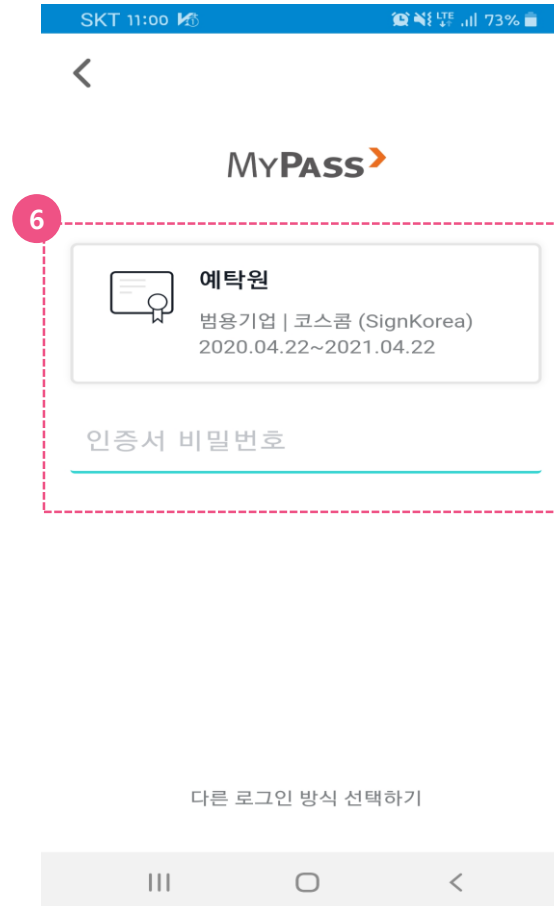 SKT 11:00
LTE 73%
MYPASS
6
예탁원
범용기업 | 코스콤 (SignKorea)
2020.04.22~2021.04.22
인증서 비밀번호
다른 로그인 방식 선택하기